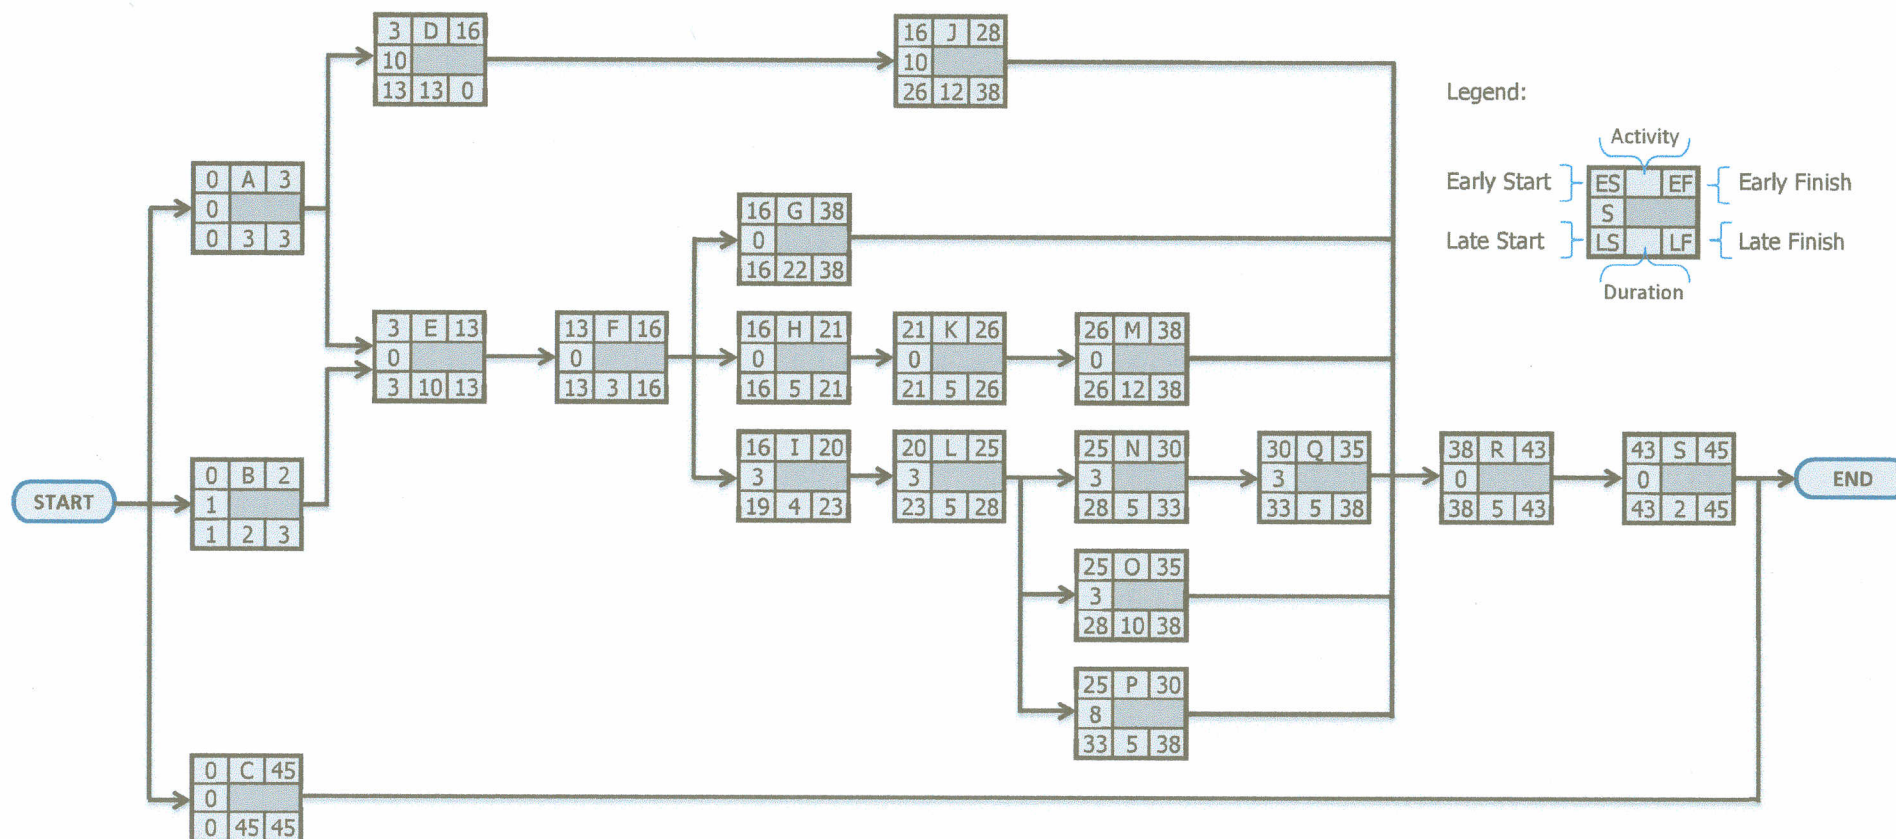 3 D 16
10
13 13 0
16 J 28
10
26 12 38
Legend:
Activity
Early Start
ES EF
Early Finish
S
Late Start
LS LF
Late Finish
Duration
0 A 3
0
0 3 3
16 G 38
0
16 22 38
3 E 13
0
3 10 13
13 F 16
0
13 3 16
16 H 21
0
16 5 21
21 K 26
0
21 5 26
26 M 38
0
26 12 38
START
0 B 2
1
1 2 3
16 I 20
3
19 4 23
20 L 25
3
23 5 28
25 N 30
3
28 5 33
30 Q 35
3
33 5 38
38 R 43
0
38 5 43
43 S 45
0
43 2 45
END
25 O 35
3
28 10 38
25 P 30
8
33 5 38
0 C 45
0
0 45 45